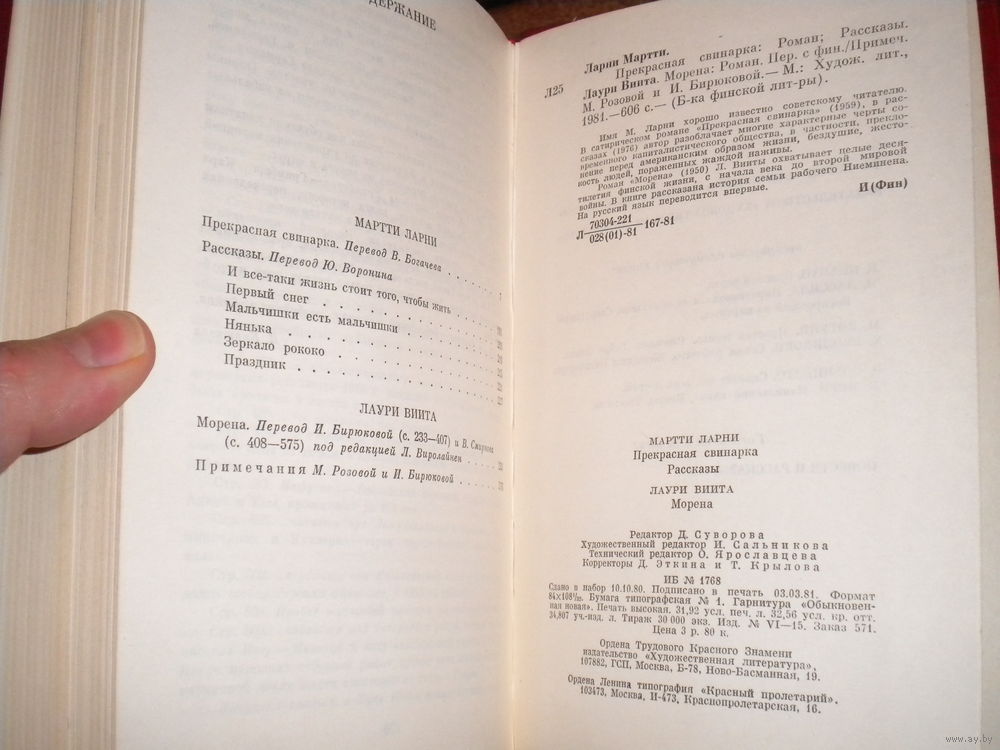 ДЕРЖАНИЕ
МАРТТИ ЛАРНИ
Прекрасная свинарка. Перевод В. Богачева
Рассказы. Перевод Ю. Воронина
И все-таки жизнь стоит того, чтобы жить
Первый снег
Мальчишки есть мальчишки
Нянька
Зеркало рококо
Праздник
ЛАУРИ ВИИТА
Морена. Перевод И. Бирюковой (с. 233—407) и В. Смирнова
(с. 408—575) под редакцией Л. Виролайнен
Примечания М. Розовой и И. Бирюковой
Ларни Мартти.
Л25
Прекрасная свинарка: Роман; Рассказы.
Лаури Виита. Морена: Роман. Пер. с фин./Примеч.
М. Розовой и И. Бирюковой.— М.: Худож. лит.,
1981.—606 с.— (Б-ка финской лит-ры).
Имя М. Ларни хорошо известно советскому читателю.
В сатирическом романе «Прекрасная свинарка» (1959), в рас-
сказах (1976) автор разоблачает многие характерные черты со-
временного капиталистического общества, в частности, прекло-
нение перед американским образом жизни, бездушие, жесто-
кость людей, пораженных жаждой наживы.
Роман «Морена» (1950) Л. Вииты охватывает целые деся-
тилетия финской жизни, с начала века до второй мировой
войны. В книге рассказана история семьи рабочего Ниеминена.
На русский язык переводится впервые.
И (Фин)
Л 70304-221 167-81
028(01)-81
МАРТТИ ЛАРНИ
Прекрасная свинарка
Рассказы
ЛАУРИ ВИИТА
Морена
Редактор Д. Суворова
Художественный редактор И. Сальникова
Технический редактор О. Ярославцева
Корректоры Д. Эткина и Т. Крылова
ИБ № 1768
Сдано в набор 10.10.80. Подписано в печать 03.03.81. Формат
84×108 1/32. Бумага типографская № 1. Гарнитура «Обыкновен-
ная новая». Печать высокая. 31,92 усл. печ. л. 32,56 усл. кр. отт.
34,807 уч.-изд. л. Тираж 30 000 экз. Изд. № VI—15. Заказ 571.
Цена 3 р. 80 к.
Ордена Трудового Красного Знамени
издательство «Художественная литература»,
107882, ГСП, Москва, Б-78, Ново-Басманная, 19.
Ордена Ленина типография «Красный пролетарий».
103473, Москва, И-473, Краснопролетарская, 16.
www.ay.by